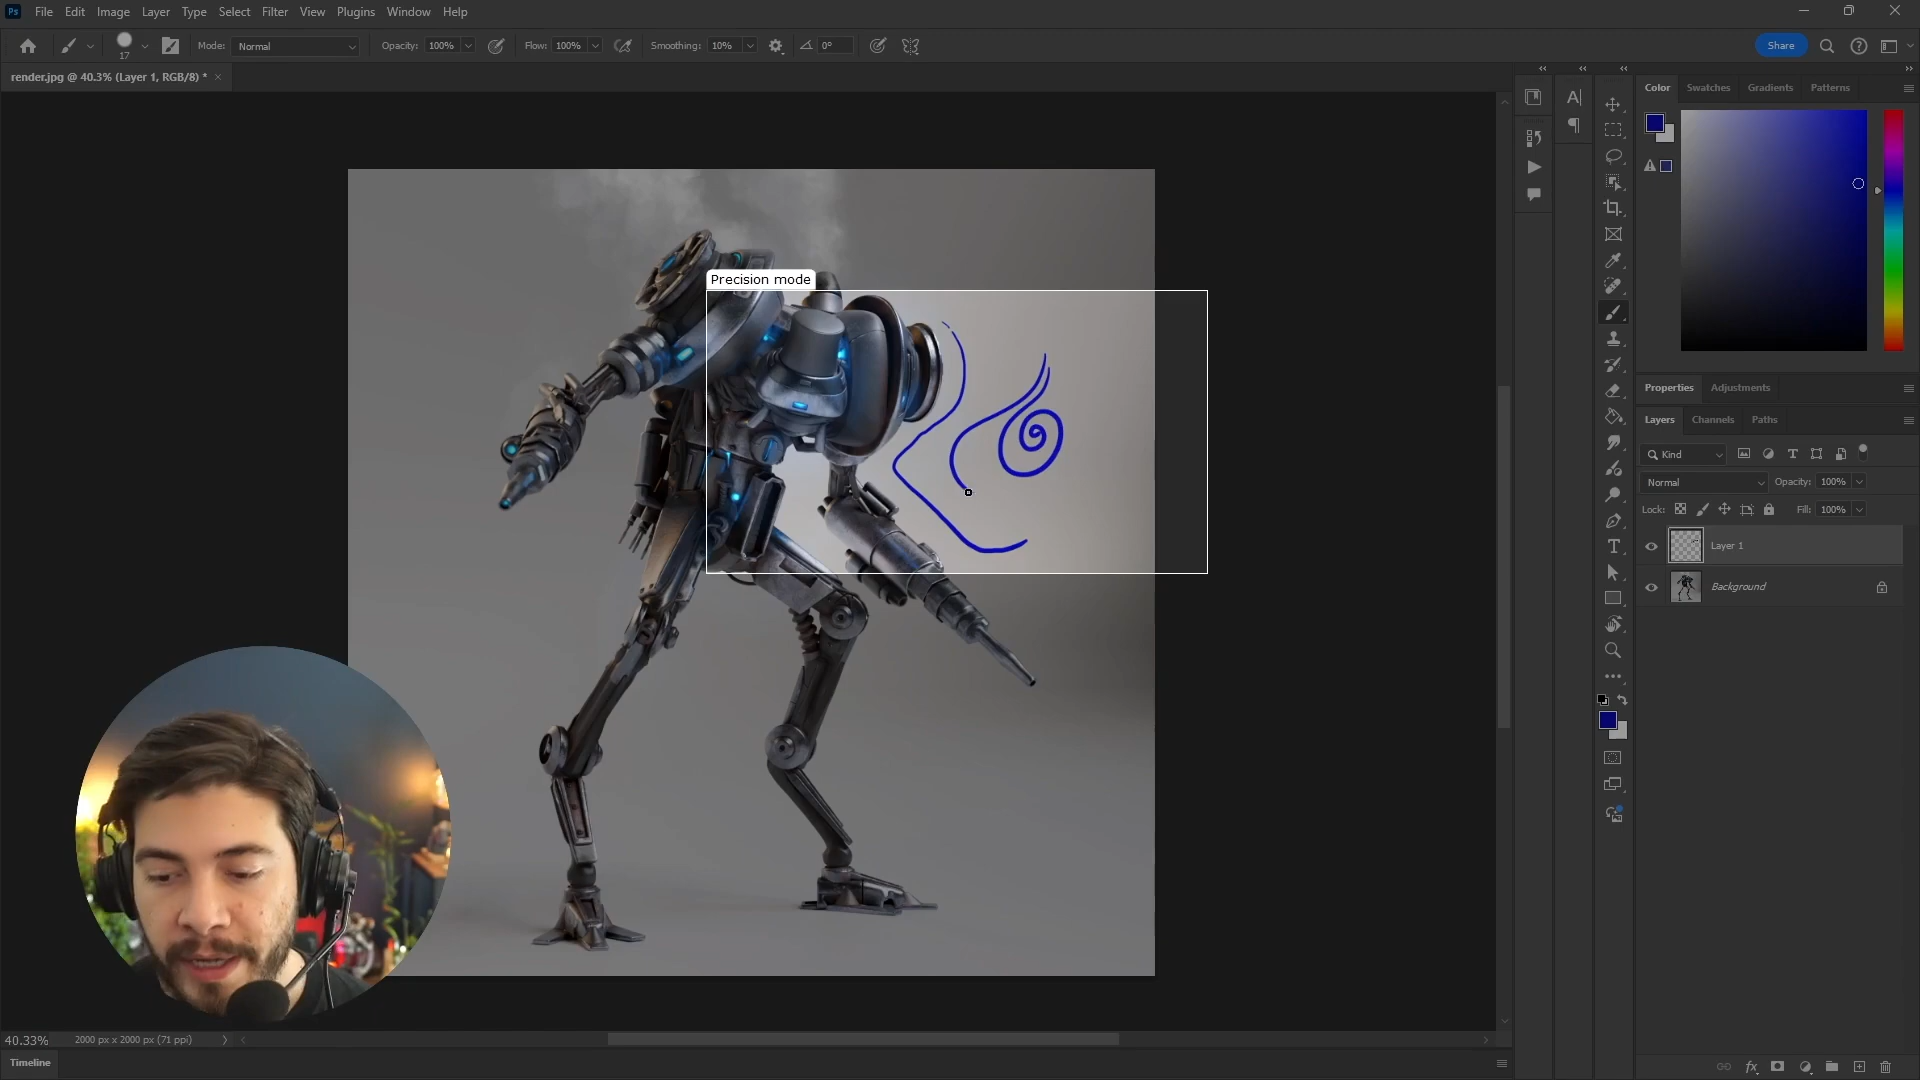 Ps File Edit Image Layer Type Select Filter View Plugins Window Help
17 Mode: Normal Opacity: 100% Flow: 100% Smoothing: 10% 0° Share
render.jpg @ 40.3% (Layer 1, RGB/8) *
Color Swatches Gradients Patterns
Precision mode
Properties Adjustments
Layers Channels Paths
Kind
Normal Opacity: 100%
Lock: Fill: 100%
Layer 1
Background
40.33% 2000 px x 2000 px (71 ppi)
Timeline